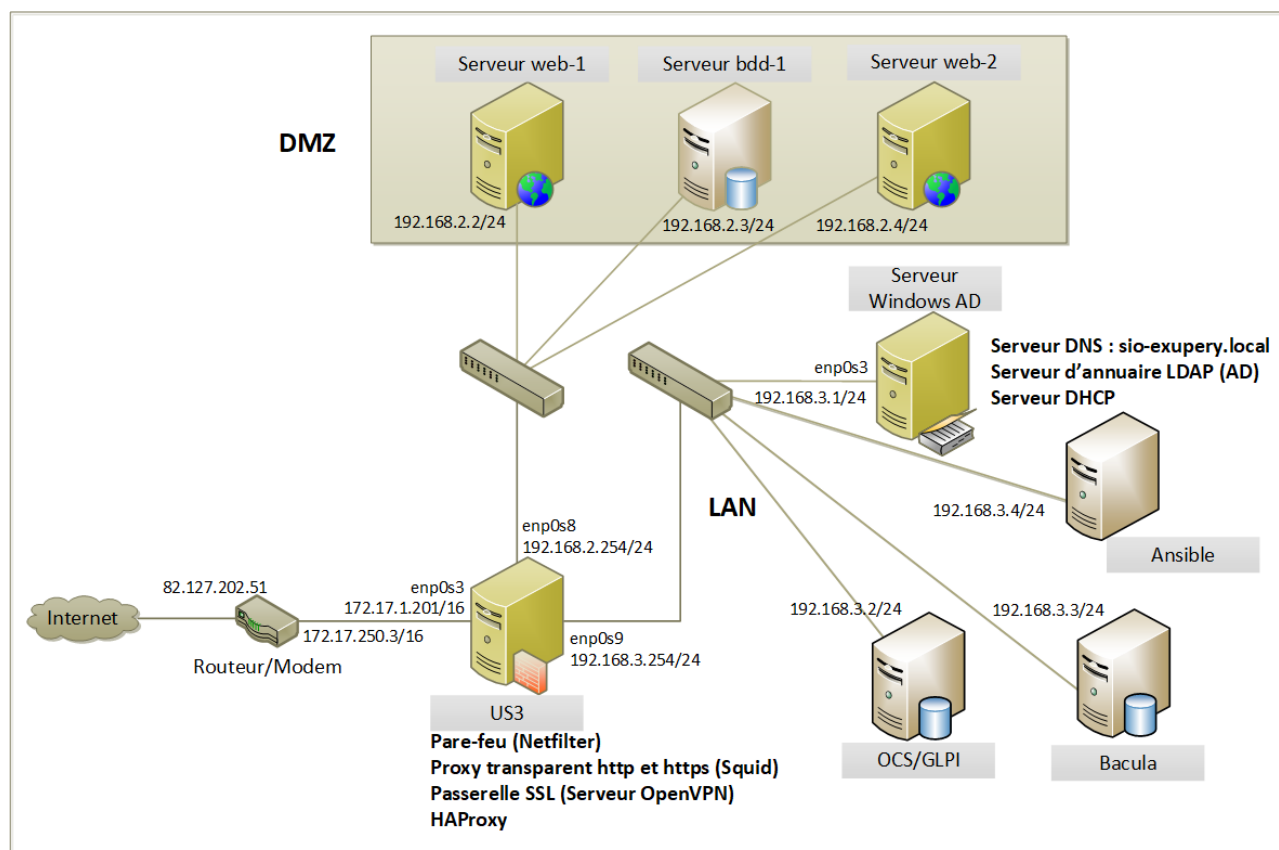 Serveur web-1
Serveur bdd-1
Serveur web-2
DMZ
192.168.2.2/24
192.168.2.3/24
192.168.2.4/24
Serveur
Windows AD
Serveur DNS : sio-exupery.local
Serveur d'annuaire LDAP (AD)
Serveur DHCP
enp0s3
192.168.3.1/24
LAN
192.168.3.4/24
Ansible
enp0s8
192.168.2.254/24
82.127.202.51
enp0s3
172.17.1.201/16
Internet
172.17.250.3/16
Routeur/Modem
enp0s9
192.168.3.254/24
192.168.3.2/24
192.168.3.3/24
US3
Pare-feu (Netfilter)
Proxy transparent http et https (Squid)
Passerelle SSL (Serveur OpenVPN)
HAProxy
OCS/GLPI
Bacula